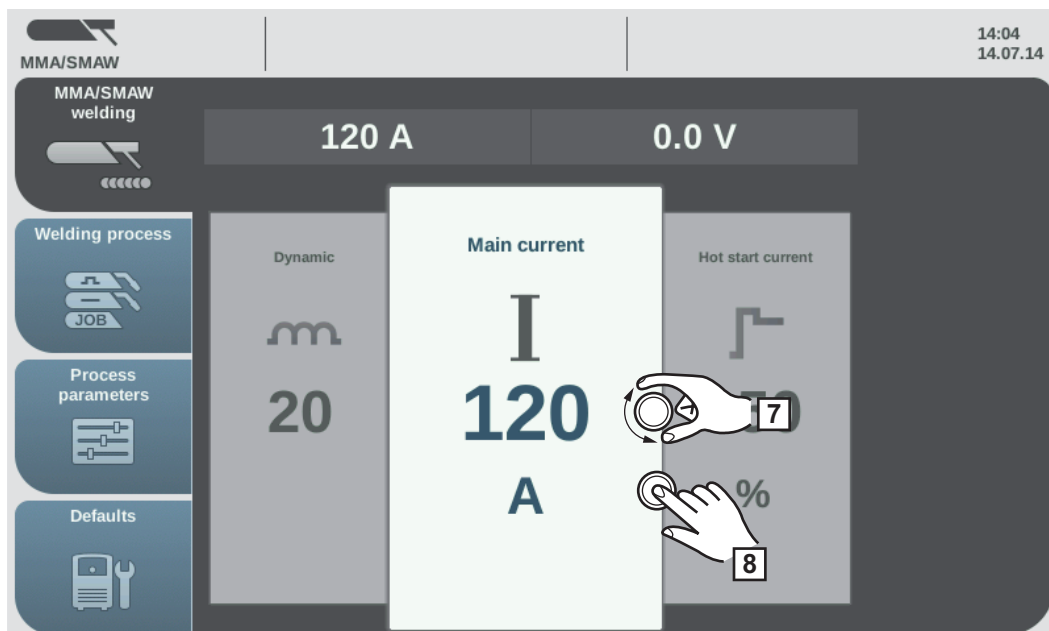 MMA/SMAW
14:04
14.07.14
MMA/SMAW
welding
120 A
0.0 V
Welding process
JOB
Process
parameters
Defaults
Dynamic
20
Main current
I
120
A
Hot start current
%
7
8